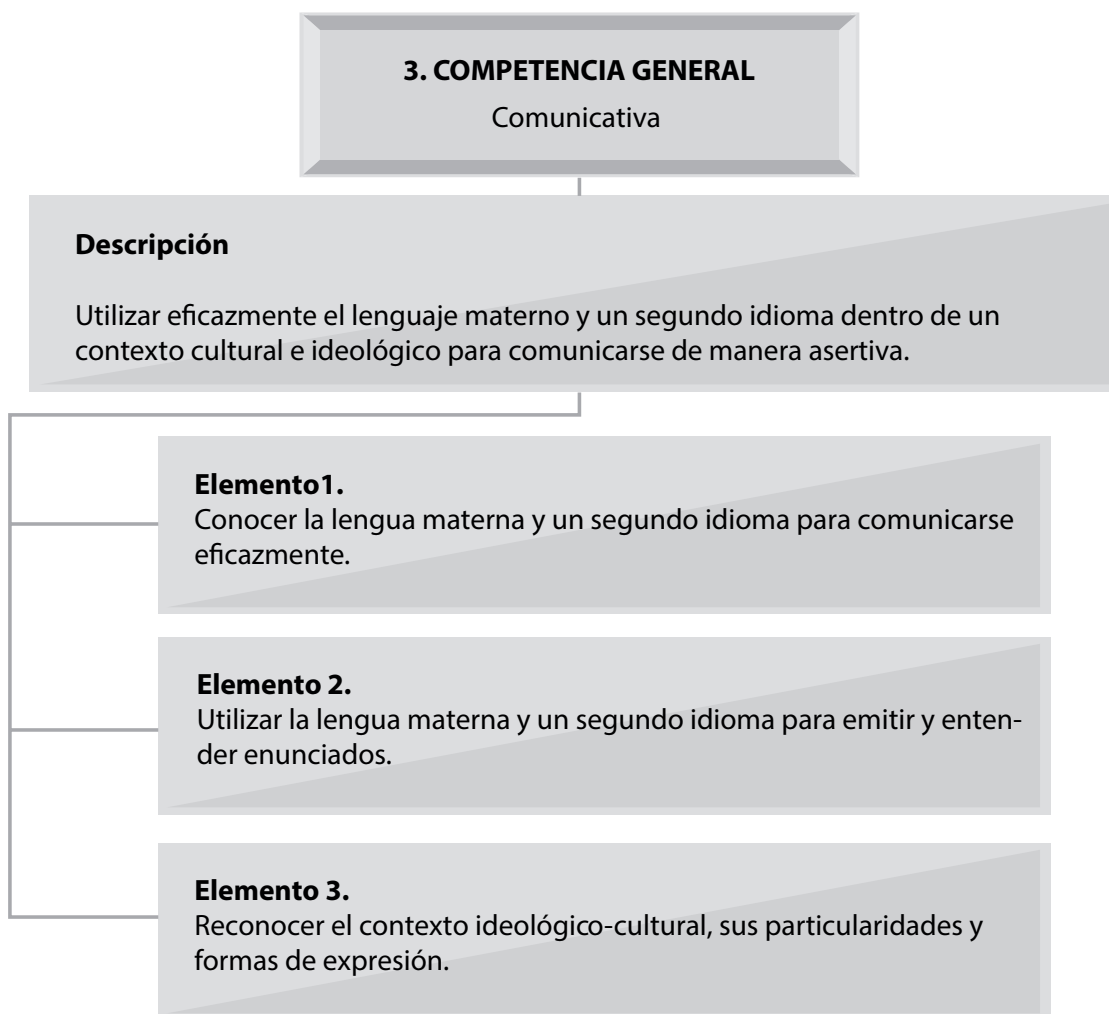 3. COMPETENCIA GENERAL
Comunicativa
Descripción
Utilizar eficazmente el lenguaje materno y un segundo idioma dentro de un
contexto cultural e ideológico para comunicarse de manera asertiva.
Elemento1.
Conocer la lengua materna y un segundo idioma para comunicarse
eficazmente.
Elemento 2.
Utilizar la lengua materna y un segundo idioma para emitir y enten-
der enunciados.
Elemento 3.
Reconocer el contexto ideológico-cultural, sus particularidades y
formas de expresión.